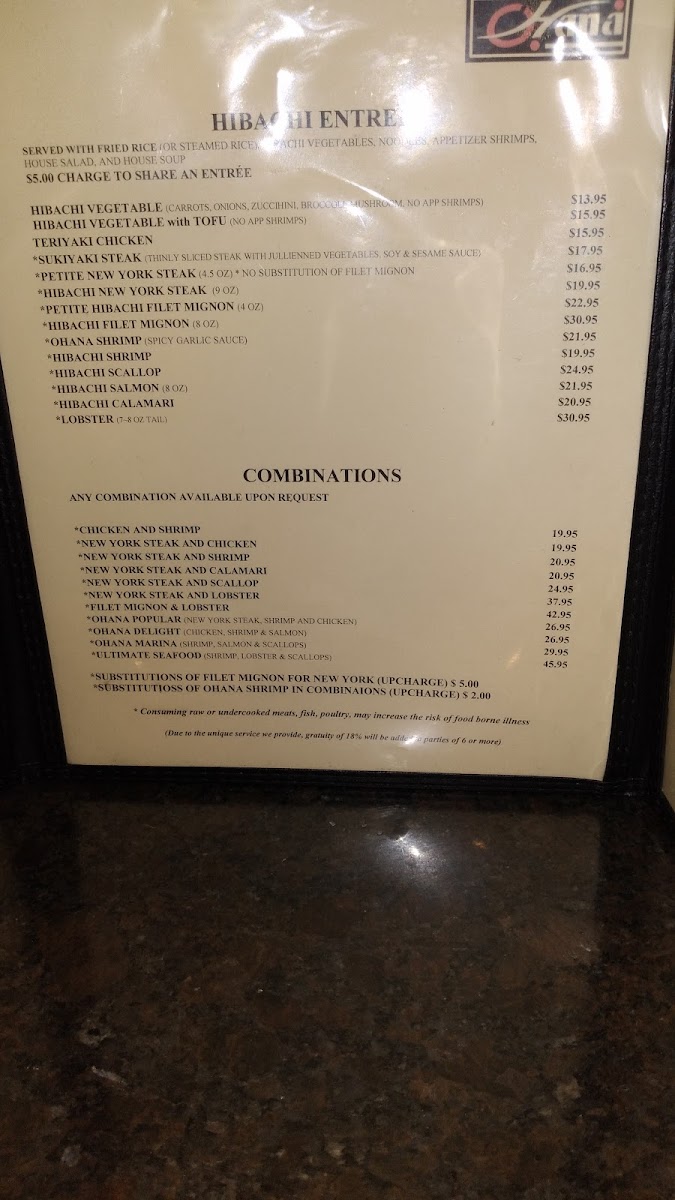 Ohana
HIBACHI ENTRE
SERVED WITH FRIED RICE (OR STEAMED RICE), HIBACHI VEGETABLES, NOODLES, APPETIZER SHRIMPS,
HOUSE SALAD, AND HOUSE SOUP
$5.00 CHARGE TO SHARE AN ENTRÉE
HIBACHI VEGETABLE (CARROTS, ONIONS, ZUCCIHINI, BROCCOLI, MUSHROOM, NO APP SHRIMPS) $13.95
HIBACHI VEGETABLE with TOFU (NO APP SHRIMPS) $15.95
TERIYAKI CHICKEN $15.95
*SUKIYAKI STEAK (THINLY SLICED STEAK WITH JULLIENNED VEGETABLES, SOY & SESAME SAUCE) $17.95
*PETITE NEW YORK STEAK (4.5 OZ) * NO SUBSTITUTION OF FILET MIGNON $16.95
*HIBACHI NEW YORK STEAK (9 OZ) $19.95
*PETITE HIBACHI FILET MIGNON (4 OZ) $22.95
*HIBACHI FILET MIGNON (8 OZ) $30.95
*OHANA SHRIMP (SPICY GARLIC SAUCE) $21.95
*HIBACHI SHRIMP $19.95
*HIBACHI SCALLOP $24.95
*HIBACHI SALMON (8 OZ) $21.95
*HIBACHI CALAMARI $20.95
*LOBSTER (7-8 OZ TAIL) $30.95
COMBINATIONS
ANY COMBINATION AVAILABLE UPON REQUEST
*CHICKEN AND SHRIMP 19.95
*NEW YORK STEAK AND CHICKEN 19.95
*NEW YORK STEAK AND SHRIMP 20.95
*NEW YORK STEAK AND CALAMARI 20.95
*NEW YORK STEAK AND SCALLOP 24.95
*NEW YORK STEAK AND LOBSTER 37.95
*FILET MIGNON & LOBSTER 42.95
*OHANA POPULAR (NEW YORK STEAK, SHRIMP AND CHICKEN) 26.95
*OHANA DELIGHT (CHICKEN, SHRIMP & SALMON) 26.95
*OHANA MARINA (SHRIMP, SALMON & SCALLOPS) 29.95
*ULTIMATE SEAFOOD (SHRIMP, LOBSTER & SCALLOPS) 45.95
*SUBSTITUTIONS OF FILET MIGNON FOR NEW YORK (UPCHARGE) $ 5.00
*SUBSTITUTIOSS OF OHANA SHRIMP IN COMBINAIONS (UPCHARGE) $ 2.00
* Consuming raw or undercooked meats, fish, poultry, may increase the risk of food borne illness
(Due to the unique service we provide, gratuity of 18% will be added parties of 6 or more)